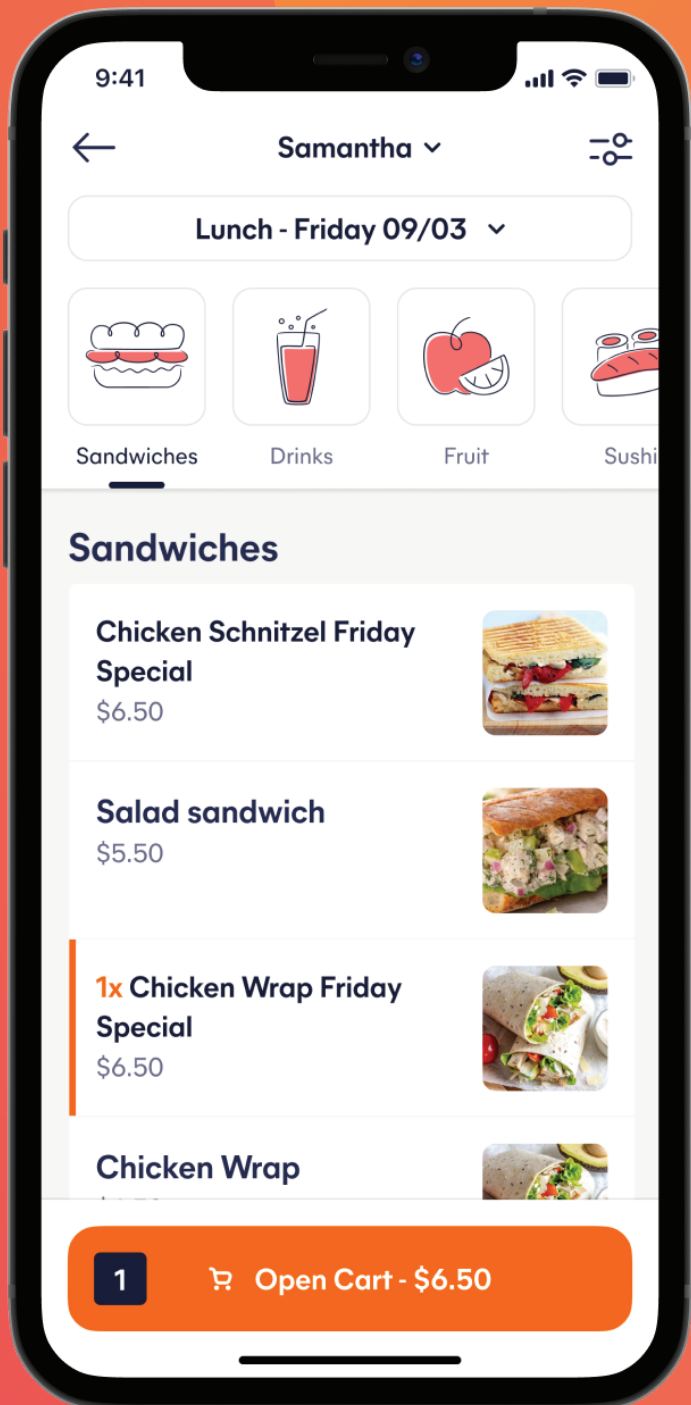 9:41
Samantha
Lunch - Friday 09/03
Sandwiches
Drinks
Fruit
Sushi
Sandwiches
Chicken Schnitzel Friday
Special
$6.50
Salad sandwich
$5.50
1x Chicken Wrap Friday
Special
$6.50
Chicken Wrap
1
Open Cart - $6.50